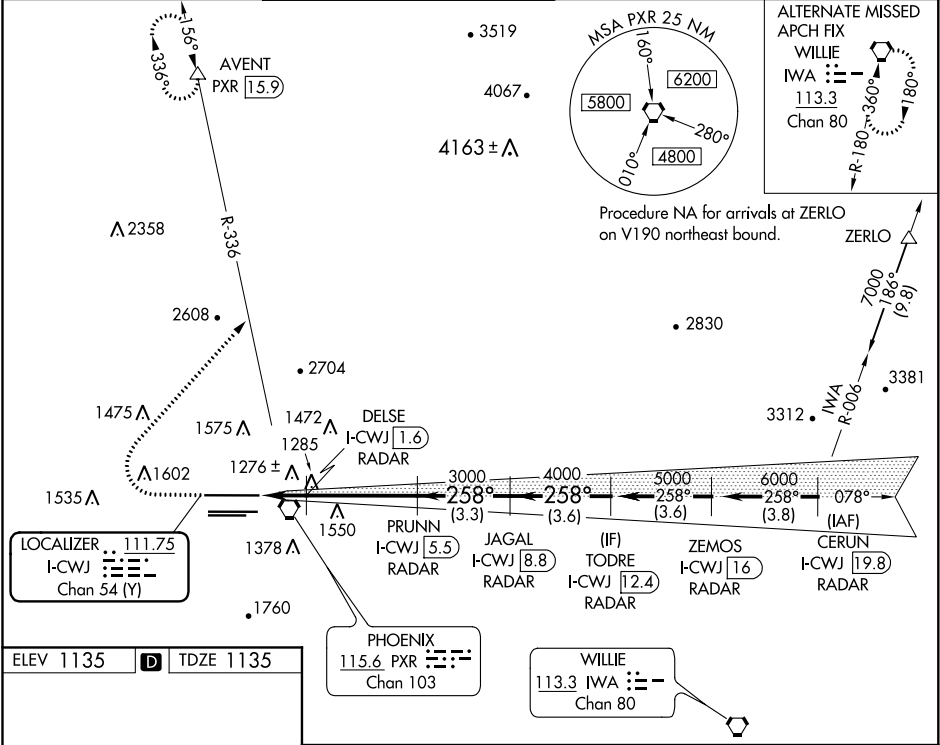 156°
336°
AVENT
PXR 15.9
3519
4067
4163 ±
MSA PXR 25 NM
160°
6200
5800
280°
010°
4800
ALTERNATE MISSED
APCH FIX
WILLIE
IWA
113.3
Chan 80
360°
180°
R-180
Procedure NA for arrivals at ZERLO
on V190 northeast bound.
ZERLO
7000
186°
(9.8)
2358
R-336
2608
2830
2704
3381
3312
IWA
R-006
1475
1575
1472
1285
DELSE
I-CWJ 1.6
RADAR
1602
1276 ±
1535
3000
258°
(3.3)
4000
258°
(3.6)
5000
258°
(3.6)
6000
258°
(3.8)
078°
1550
1378
PRUNN
I-CWJ 5.5
RADAR
JAGAL
I-CWJ 8.8
RADAR
(IF)
TODRE
I-CWJ 12.4
RADAR
ZEMOS
I-CWJ 16
RADAR
(IAF)
CERUN
I-CWJ 19.8
RADAR
LOCALIZER 111.75
I-CWJ
Chan 54 (Y)
1760
PHOENIX
115.6 PXR
Chan 103
WILLIE
113.3 IWA
Chan 80
ELEV 1135 D TDZE 1135